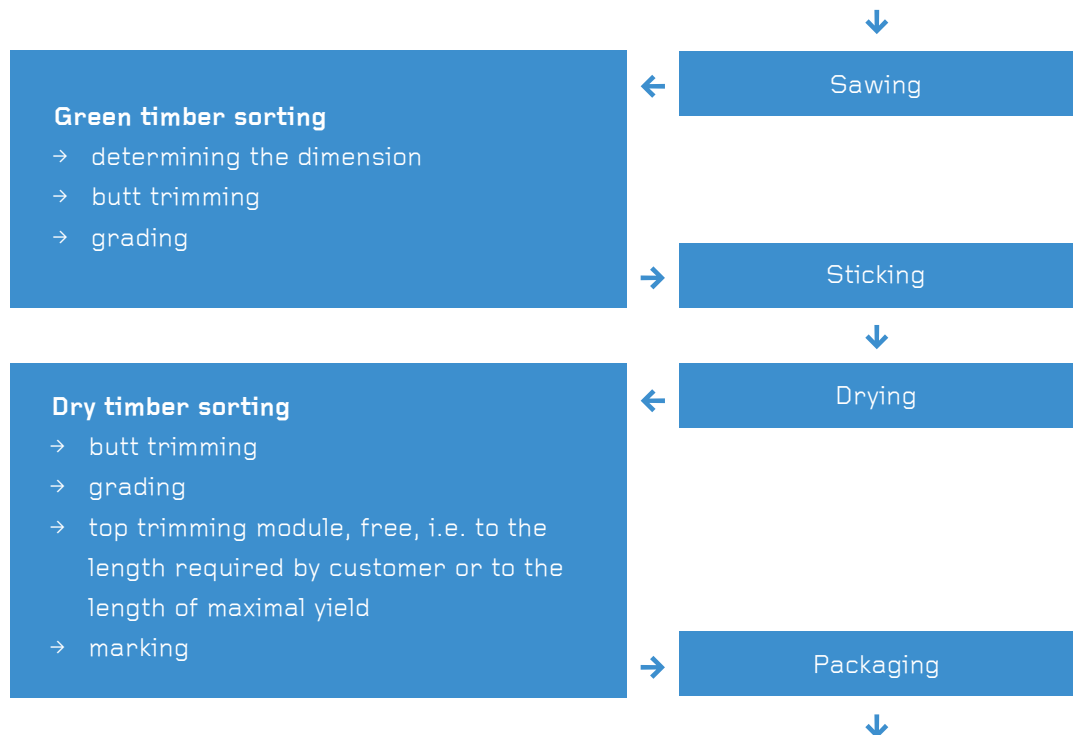 Sawing
Green timber sorting
→ determining the dimension
→ butt trimming
→ grading
Sticking
Drying
Dry timber sorting
→ butt trimming
→ grading
→ top trimming module, free, i.e. to the
length required by customer or to the
length of maximal yield
→ marking
Packaging